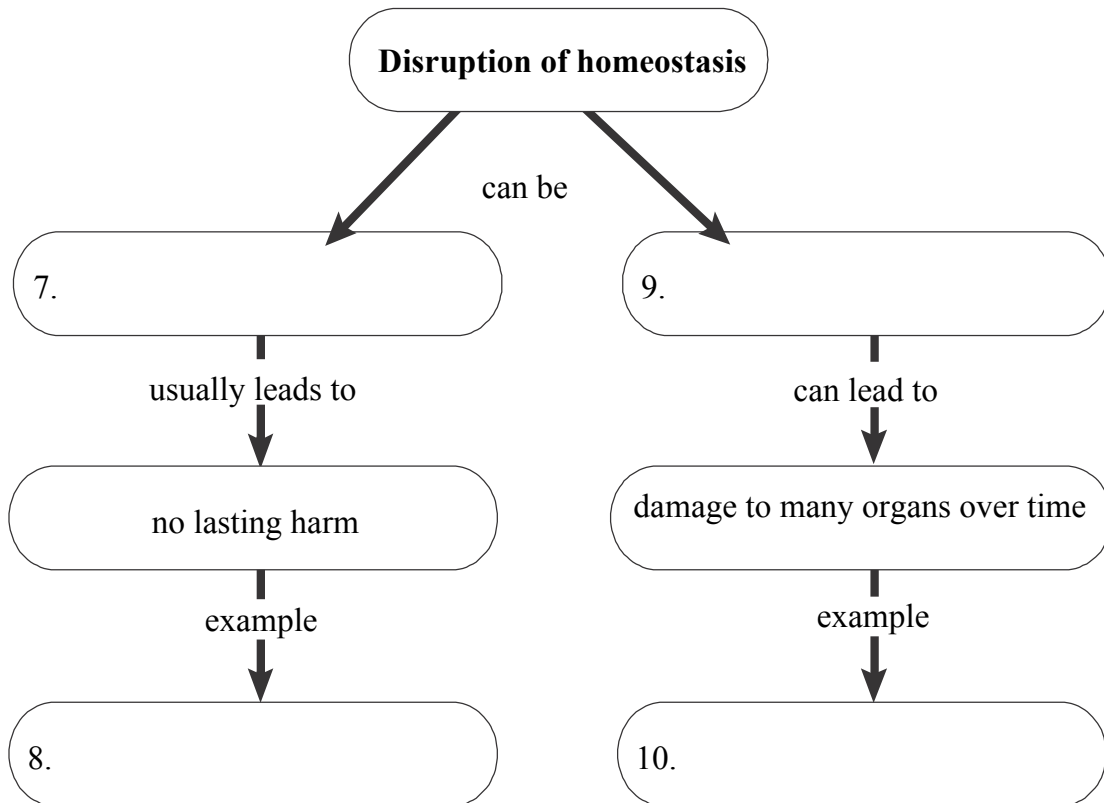 Disruption of homeostasis
can be
7.
9.
usually leads to
can lead to
no lasting harm
damage to many organs over time
example
example
8.
10.